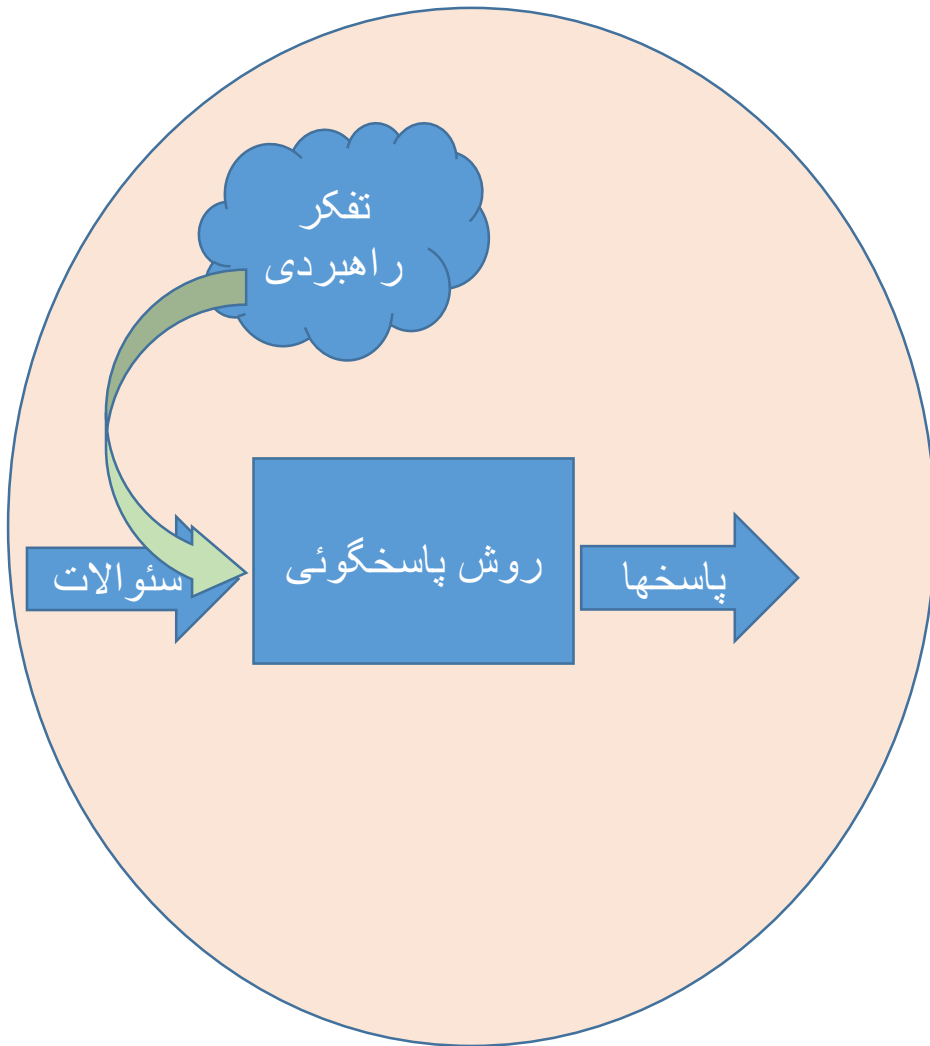 تفکر
راهبردی
سئوالات
روش پاسخگوئی
پاسخها